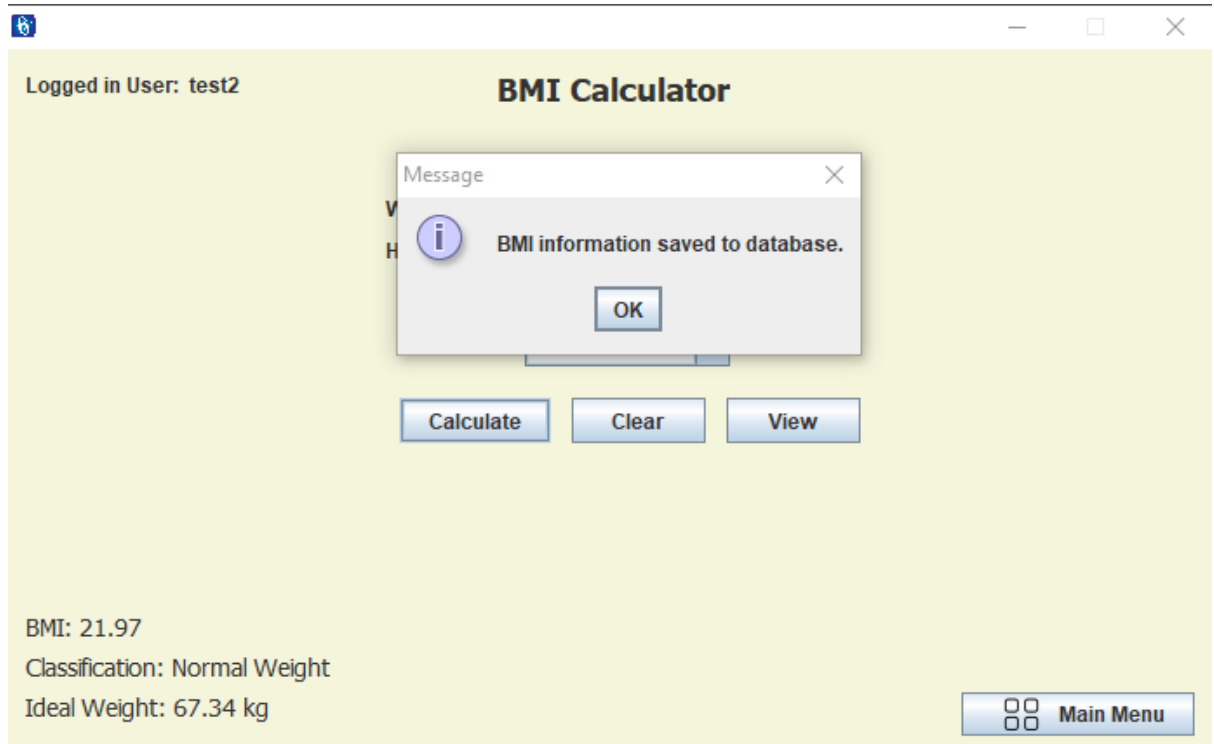 Logged in User: test2
BMI Calculator
Message
BMI information saved to database.
OK
Calculate
Clear
View
BMI: 21.97
Classification: Normal Weight
Ideal Weight: 67.34 kg
Main Menu